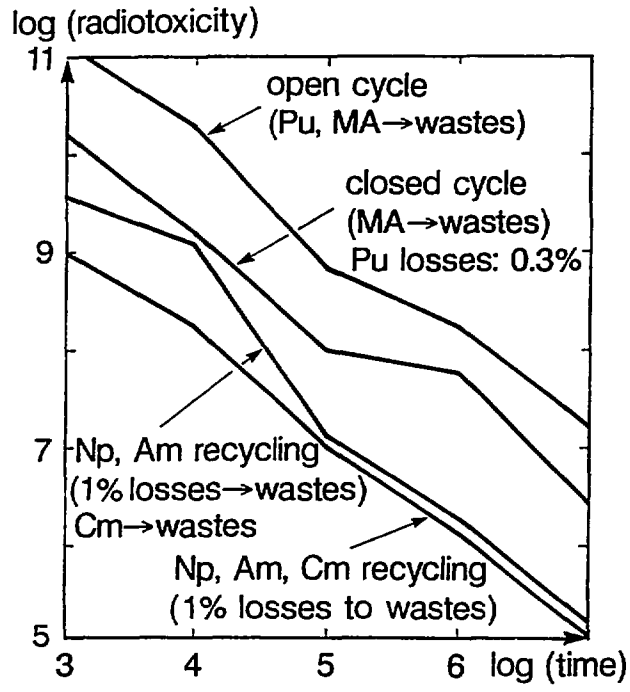 log (radiotoxicity)
11
open cycle
(Pu, MA→wastes)
closed cycle
(MA→wastes)
Pu losses: 0.3%
9
7
Np, Am recycling
(1% losses→wastes)
Cm→wastes
Np, Am, Cm recycling
(1% losses to wastes)
5
3 4 5 6 log (time)